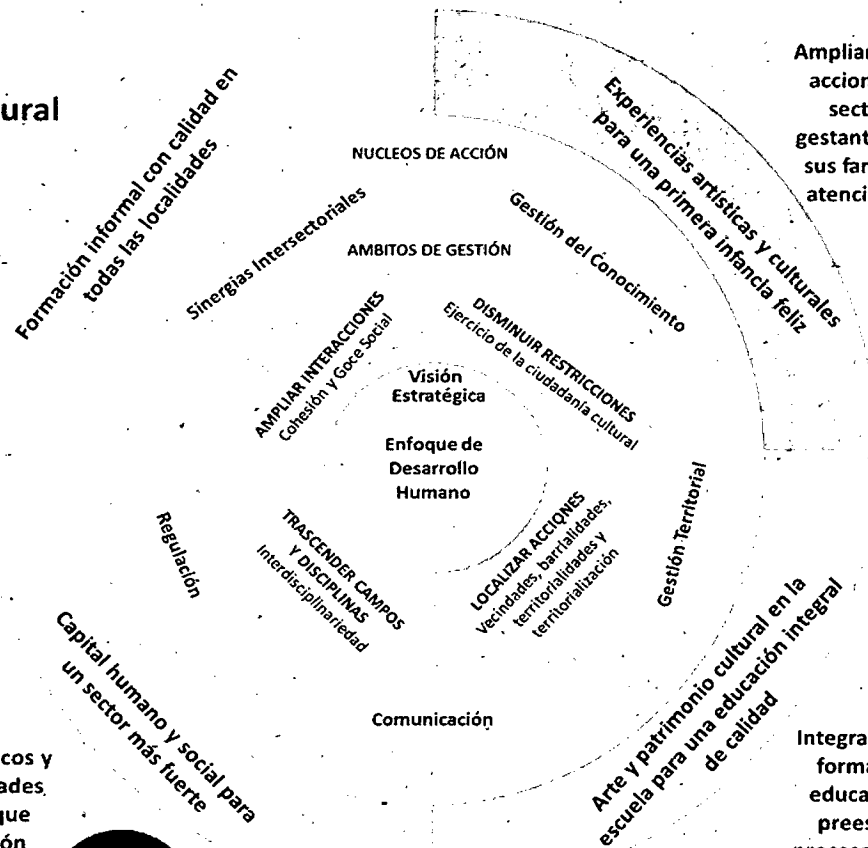 ural
Formación informal con calidad en
todas las localidades
Experiencias artísticas y culturales
para una primera infancia feliz
NUCLEOS DE ACCIÓN
Sinergias Intersectoriales
Gestión del Conocimiento
AMBITOS DE GESTIÓN
AMPLIAR INTERACCIONES
Cohesión y Goce Social
DISMINUIR RESTRICCIONES
Ejercicio de la ciudadanía cultural
Visión
Estratégica
Enfoque de
Desarrollo
Humano
TRASCENDER CAMPOS
Y DISCIPLINAS
Interdisciplinariedad
LOCALIZAR ACCIONES
Vecindades, barrialidades,
territorialidades y
territorialización
Regulación
Gestión Territorial
Comunicación
Capital humano y social para
un sector más fuerte
Arte y patrimonio cultural en la
escuela para una educación integral
de calidad
Ampliar
accion
sect
gestant
sus far
atenci
cos y
ades
que
ón
Integra
forma
educa
prees